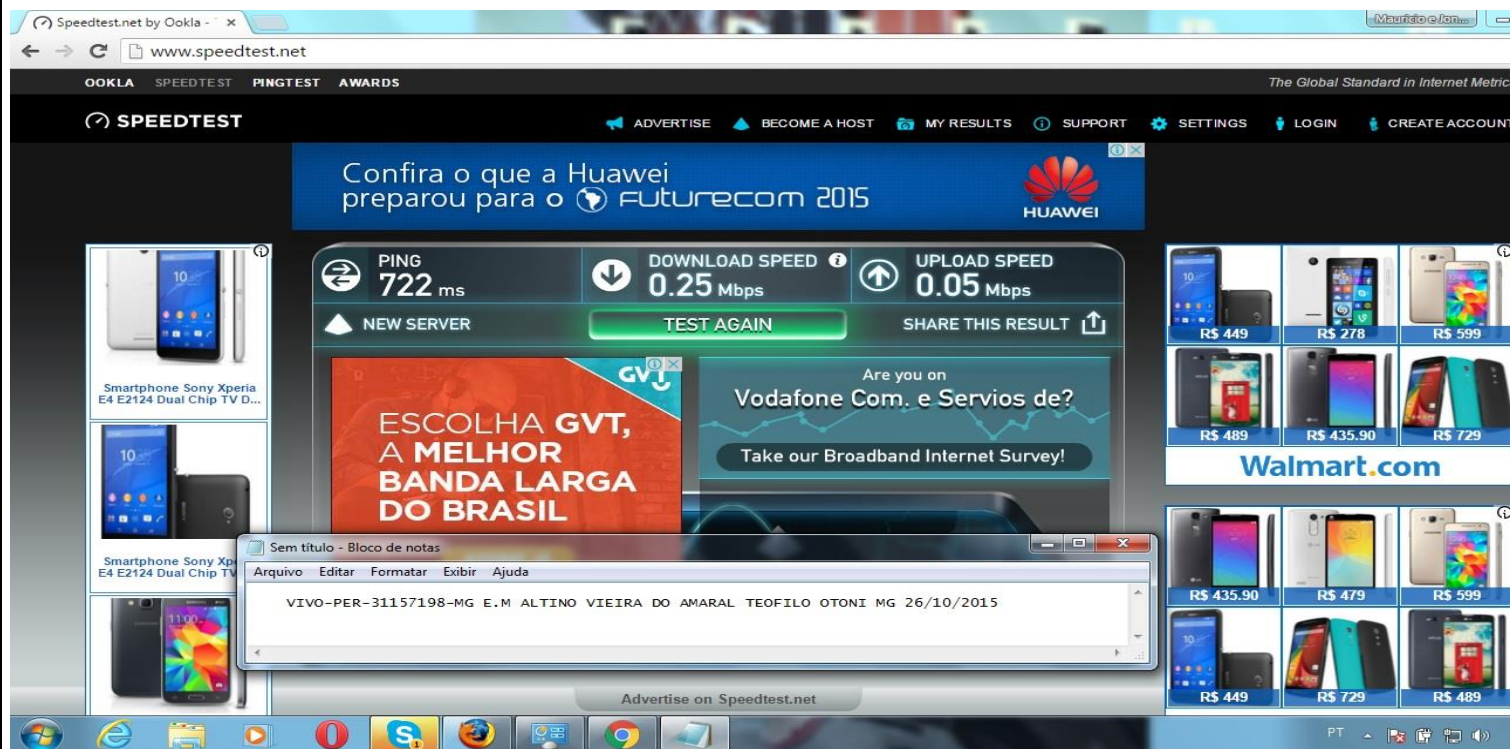 Speedtest.net by Ookla -
www.speedtest.net
OOKLA SPEEDTEST PINGTEST AWARDS
The Global Standard in Internet Metric
SPEEDTEST
ADVERTISE BECOME A HOST MY RESULTS SUPPORT SETTINGS LOGIN CREATE ACCOUNT
Confira o que a Huawei
preparou para o FUTURECOM 2015
HUAWEI
PING
722 ms
DOWNLOAD SPEED
0.25 Mbps
UPLOAD SPEED
0.05 Mbps
NEW SERVER
TEST AGAIN
SHARE THIS RESULT
Smartphone Sony Xperia
E4 E2124 Dual Chip TV D...
Smartphone Sony Xp
E4 E2124 Dual Chip TV
GVT
ESCOLHA GVT,
A MELHOR
BANDA LARGA
DO BRASIL
Are you on
Vodafone Com. e Servios de?
Take our Broadband Internet Survey!
R$ 449 R$ 278 R$ 599
R$ 489 R$ 435.90 R$ 729
Walmart.com
R$ 435.90 R$ 479 R$ 599
R$ 449 R$ 729 R$ 489
Sem título - Bloco de notas
Arquivo Editar Formatar Exibir Ajuda
VIVO-PER-31157198-MG E.M ALTINO VIEIRA DO AMARAL TEOFILO OTONI MG 26/10/2015
Advertise on Speedtest.net
PT